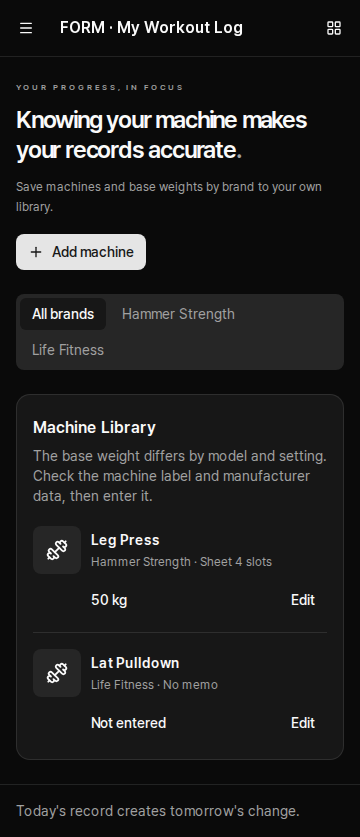 FORM · My Workout Log
YOUR PROGRESS, IN FOCUS
Knowing your machine makes
your records accurate.
Save machines and base weights by brand to your own
library.
Add machine
All brands
Hammer Strength
Life Fitness
Machine Library
The base weight differs by model and setting.
Check the machine label and manufacturer
data, then enter it.
Leg Press
Hammer Strength · Sheet 4 slots
50 kg
Edit
Lat Pulldown
Life Fitness · No memo
Not entered
Edit
Today's record creates tomorrow's change.